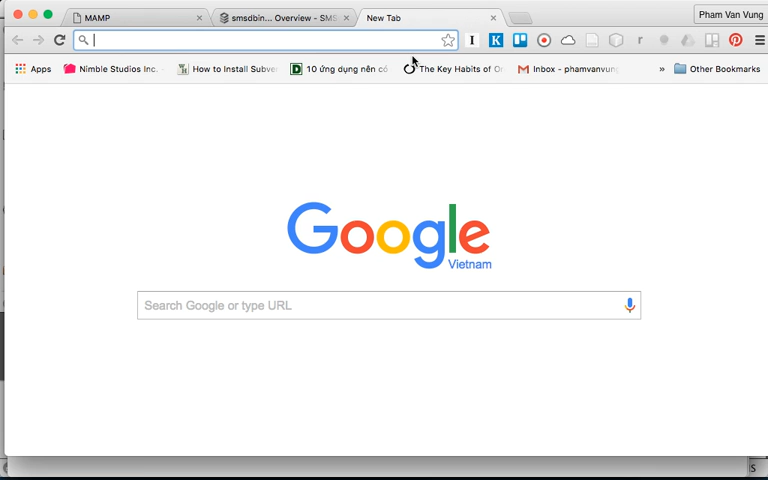 MAMP
smsdbin... Overview - SMS
New Tab
Pham Van Vung
Apps
Nimble Studios Inc.
How to Install Subve
10 ứng dụng nên có
The Key Habits of Or
Inbox - phamvanvung
»
Other Bookmarks
Google
Vietnam
Search Google or type URL